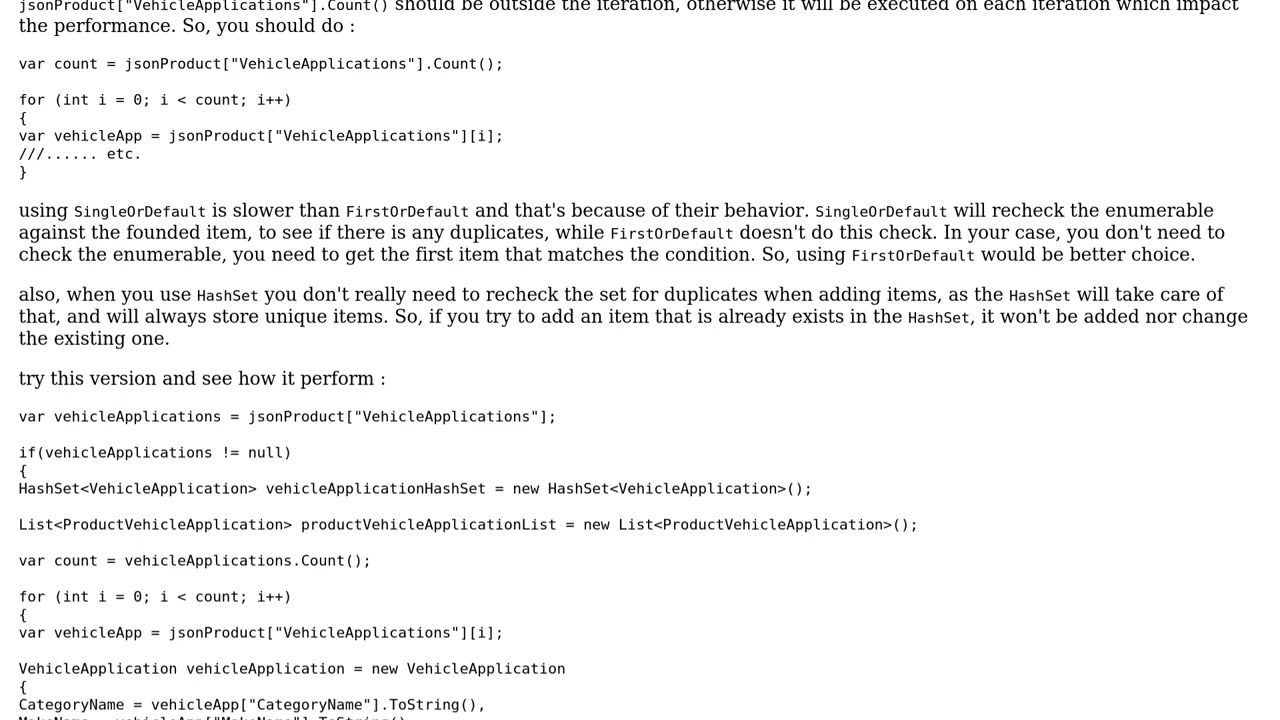 jsonProduct["VehicleApplications"].Count() should be outside the iteration, otherwise it will be executed on each iteration which impact
the performance. So, you should do :
var count = jsonProduct["VehicleApplications"].Count();
for (int i = 0; i < count; i++)
{
var vehicleApp = jsonProduct["VehicleApplications"][i];
///...... etc.
}
using SingleOrDefault is slower than FirstOrDefault and that's because of their behavior. SingleOrDefault will recheck the enumerable
against the founded item, to see if there is any duplicates, while FirstOrDefault doesn't do this check. In your case, you don't need to
check the enumerable, you need to get the first item that matches the condition. So, using FirstOrDefault would be better choice.
also, when you use HashSet you don't really need to recheck the set for duplicates when adding items, as the HashSet will take care of
that, and will always store unique items. So, if you try to add an item that is already exists in the HashSet, it won't be added nor change
the existing one.
try this version and see how it perform :
var vehicleApplications = jsonProduct["VehicleApplications"];
if(vehicleApplications != null)
{
HashSet<VehicleApplication> vehicleApplicationHashSet = new HashSet<VehicleApplication>();
List<ProductVehicleApplication> productVehicleApplicationList = new List<ProductVehicleApplication>();
var count = vehicleApplications.Count();
for (int i = 0; i < count; i++)
{
var vehicleApp = jsonProduct["VehicleApplications"][i];
VehicleApplication vehicleApplication = new VehicleApplication
{
CategoryName = vehicleApp["CategoryName"].ToString(),
MakeName = vehicleApp["MakeName"].ToString(),